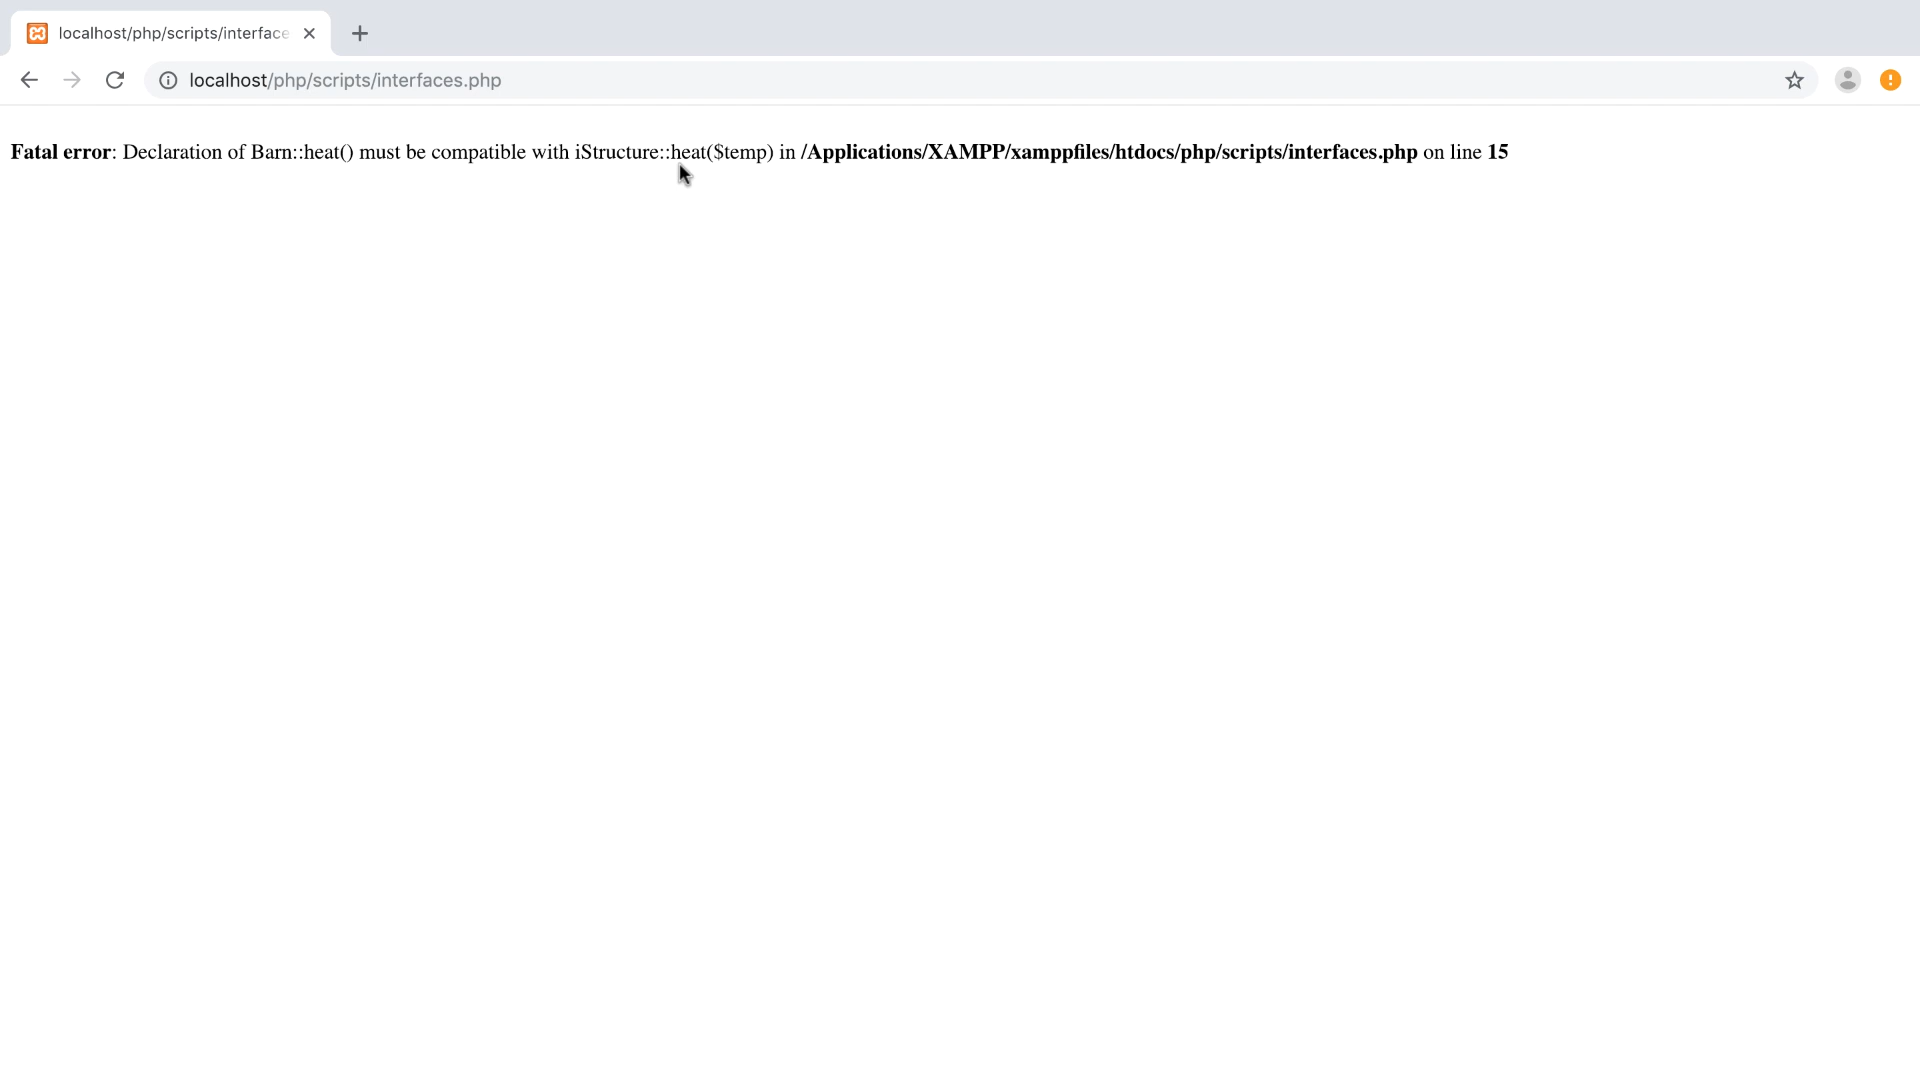 localhost/php/scripts/interface
localhost/php/scripts/interfaces.php
Fatal error: Declaration of Barn::heat() must be compatible with iStructure::heat($temp) in /Applications/XAMPP/xamppfiles/htdocs/php/scripts/interfaces.php on line 15